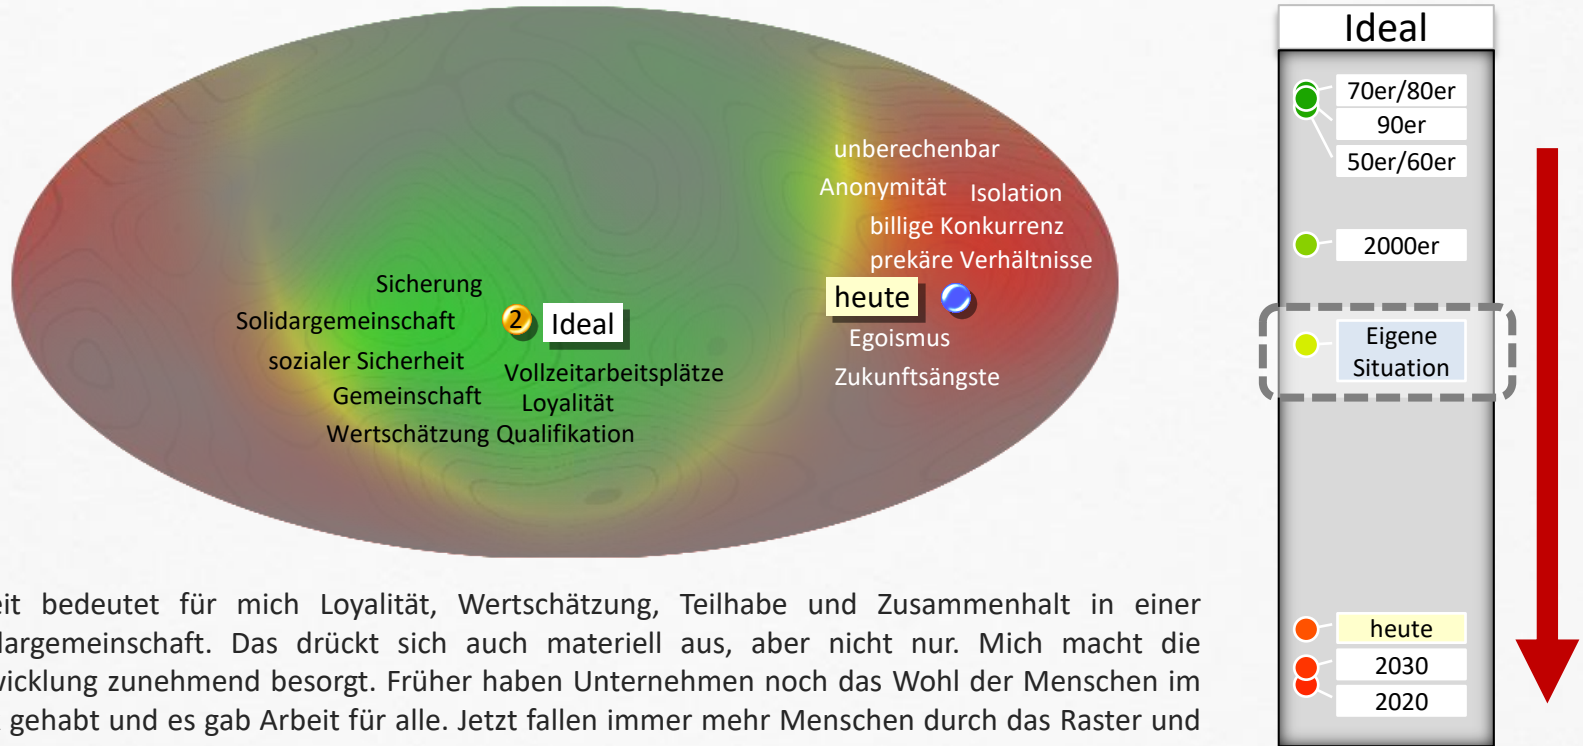 unberechenbar
Anonymität Isolation
billige Konkurrenz
prekäre Verhältnisse
heute
Egoismus
Zukunftsängste
Sicherung
Solidargemeinschaft
2 Ideal
sozialer Sicherheit
Vollzeitarbeitsplätze
Gemeinschaft
Loyalität
Wertschätzung Qualifikation
eit bedeutet für mich Loyalität, Wertschätzung, Teilhabe und Zusammenhalt in einer
dargemeinschaft. Das drückt sich auch materiell aus, aber nicht nur. Mich macht die
wicklung zunehmend besorgt. Früher haben Unternehmen noch das Wohl der Menschen im
gehabt und es gab Arbeit für alle. Jetzt fallen immer mehr Menschen durch das Raster und
Ideal
70er/80er
90er
50er/60er
2000er
Eigene
Situation
heute
2030
2020